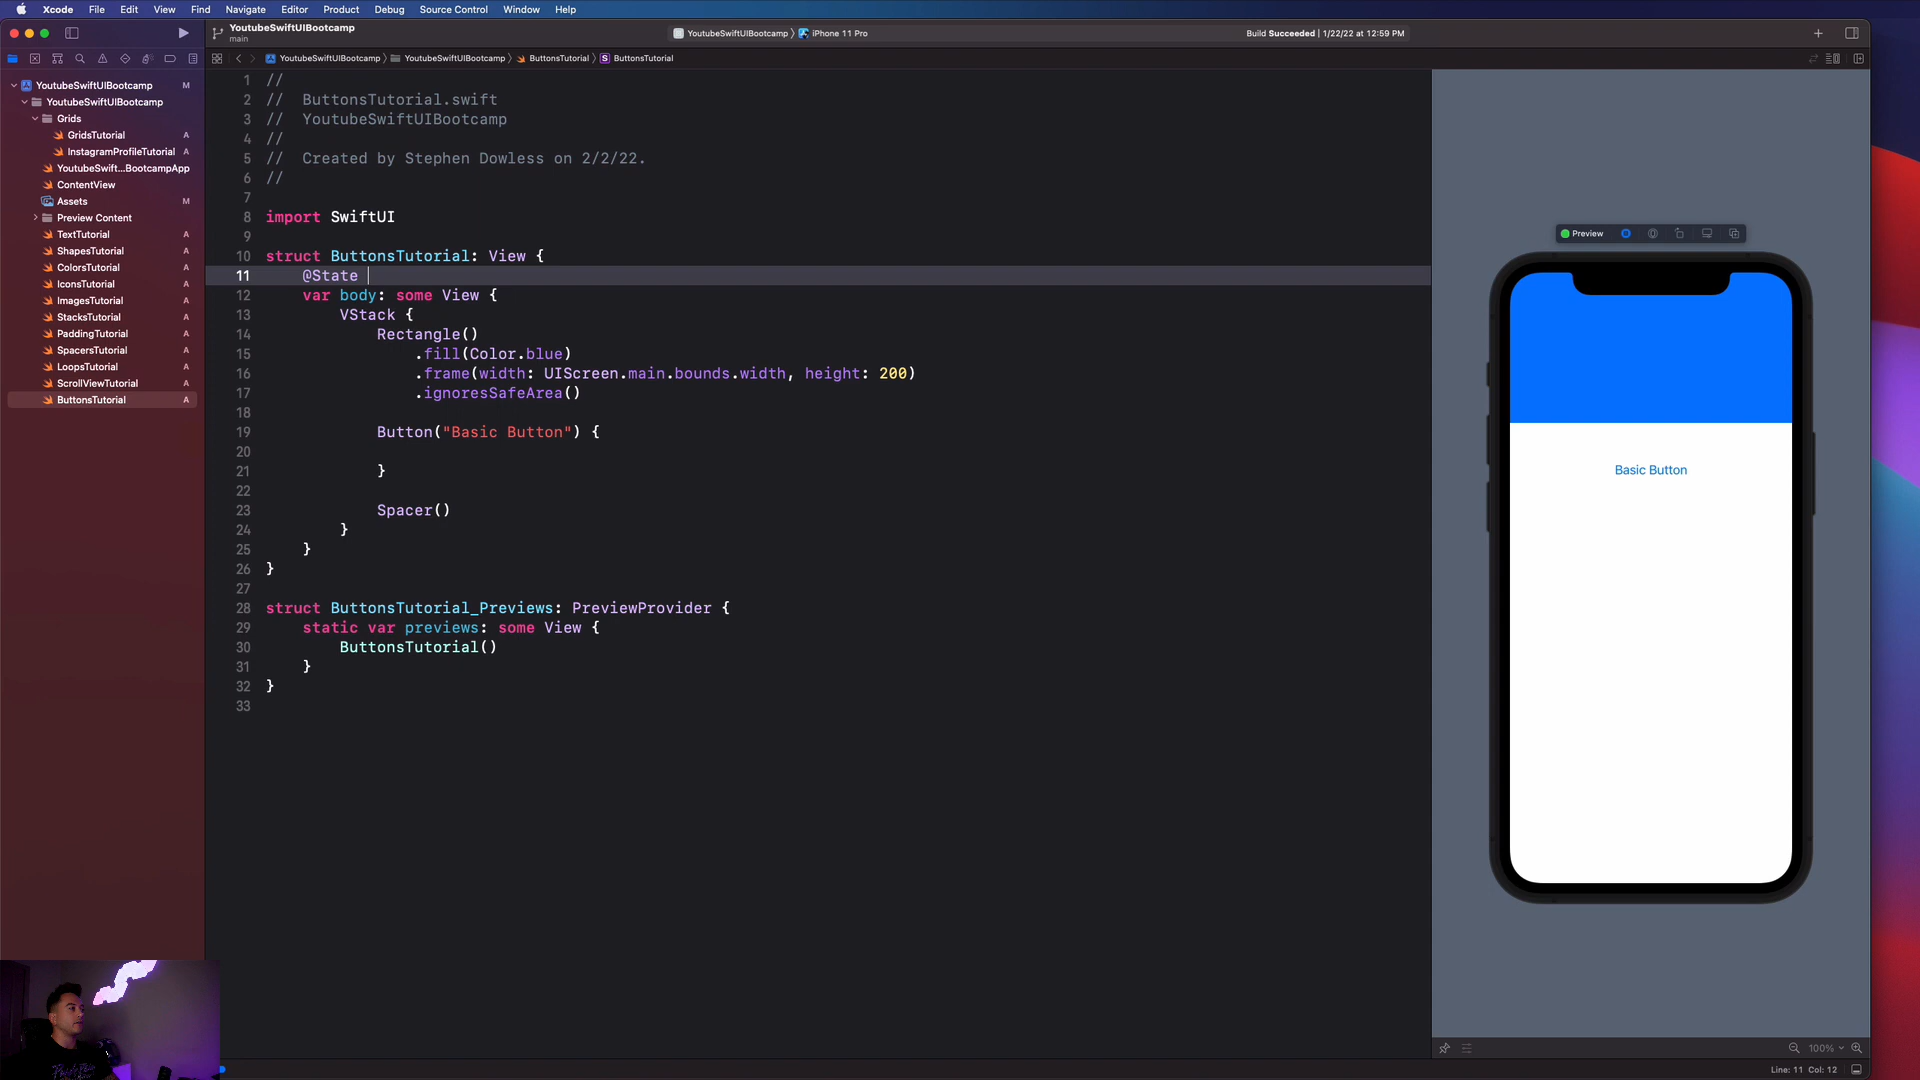 Xcode File Edit View Find Navigate Editor Product Debug Source Control Window Help
YoutubeSwiftUIBootcamp
main
YoutubeSwiftUIBootcamp 〉 iPhone 11 Pro
Build Succeeded | 1/22/22 at 12:59 PM
YoutubeSwiftUIBootcamp 〉 YoutubeSwiftUIBootcamp 〉 ButtonsTutorial 〉 S ButtonsTutorial
YoutubeSwiftUIBootcamp M
YoutubeSwiftUIBootcamp
Grids
GridsTutorial A
InstagramProfileTutorial A
YoutubeSwift...BootcampApp
ContentView
Assets M
Preview Content
TextTutorial A
ShapesTutorial A
ColorsTutorial A
IconsTutorial A
ImagesTutorial A
StacksTutorial A
PaddingTutorial A
SpacersTutorial A
LoopsTutorial A
ScrollViewTutorial A
ButtonsTutorial A
1 //
2 //  ButtonsTutorial.swift
3 //  YoutubeSwiftUIBootcamp
4 //
5 //  Created by Stephen Dowless on 2/2/22.
6 //
7
8 import SwiftUI
9
10 struct ButtonsTutorial: View {
11     @State
12     var body: some View {
13         VStack {
14             Rectangle()
15                 .fill(Color.blue)
16                 .frame(width: UIScreen.main.bounds.width, height: 200)
17                 .ignoresSafeArea()
18
19             Button("Basic Button") {
20
21             }
22
23             Spacer()
24         }
25     }
26 }
27
28 struct ButtonsTutorial_Previews: PreviewProvider {
29     static var previews: some View {
30         ButtonsTutorial()
31     }
32 }
33
Preview
Basic Button
100%
Line: 11 Col: 12